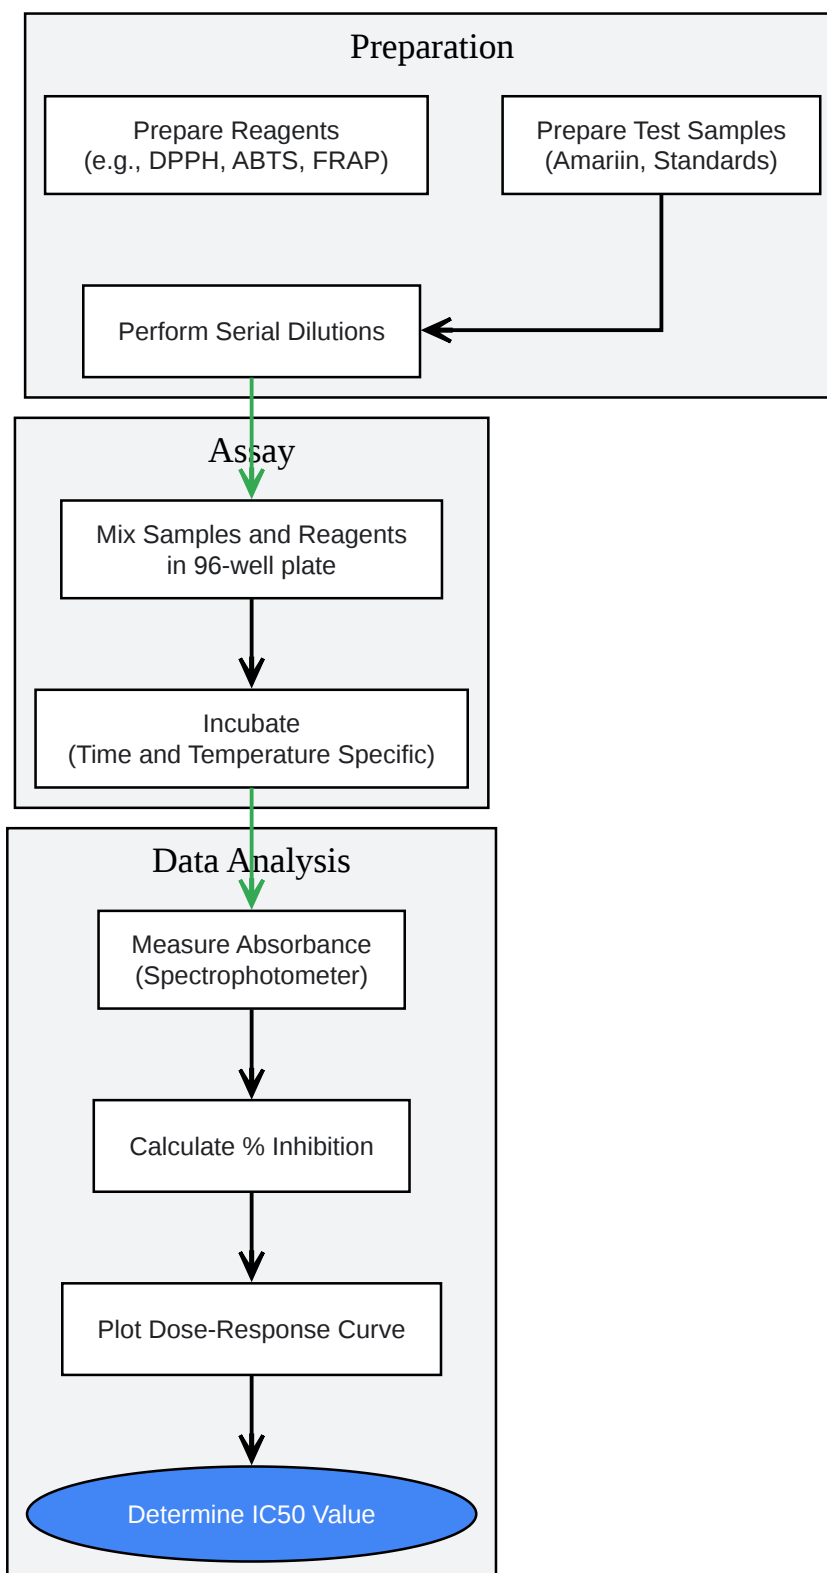 Preparation
Prepare Reagents
(e.g., DPPH, ABTS, FRAP)
Prepare Test Samples
(Amariin, Standards)
Perform Serial Dilutions
Assay
Mix Samples and Reagents
in 96-well plate
Incubate
(Time and Temperature Specific)
Data Analysis
Measure Absorbance
(Spectrophotometer)
Calculate % Inhibition
Plot Dose-Response Curve
Determine IC50 Value